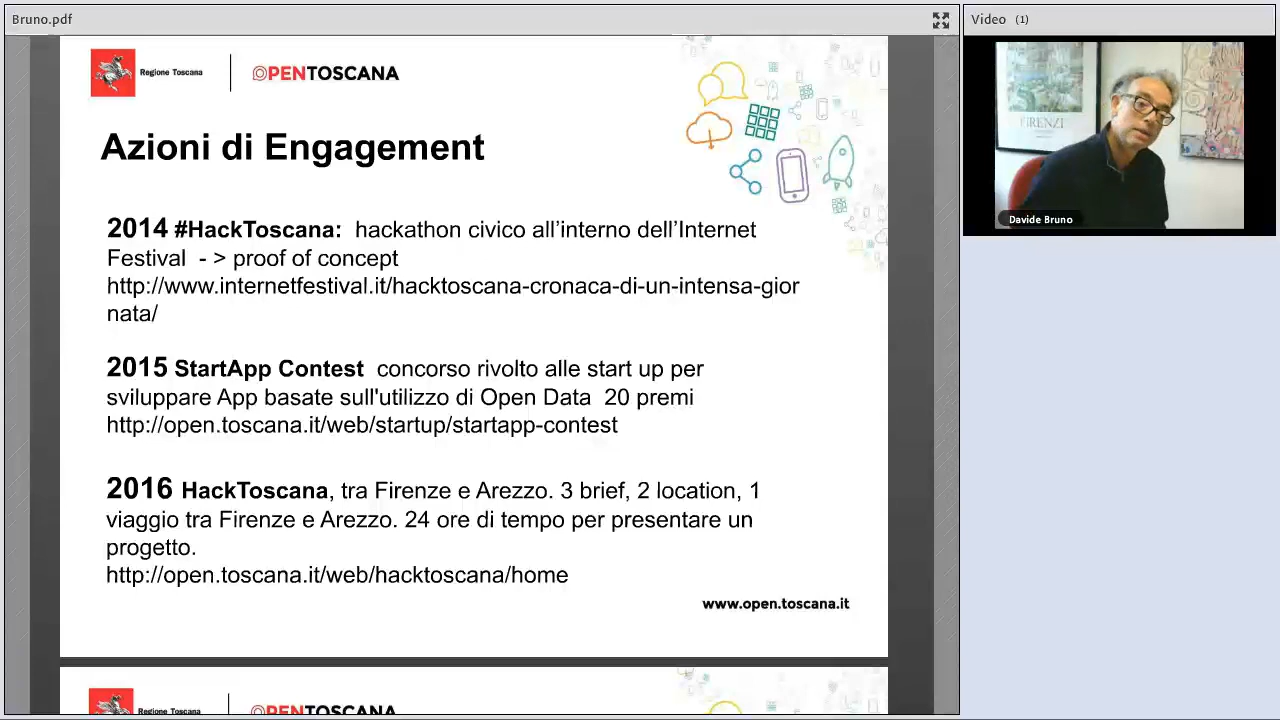 Bruno.pdf
Video (1)
Regione Toscana
OPENTOSCANA
Azioni di Engagement
2014 #HackToscana: hackathon civico all’interno dell’Internet
Festival - > proof of concept
http://www.internetfestival.it/hacktoscana-cronaca-di-un-intensa-gior
nata/
2015 StartApp Contest concorso rivolto alle start up per
sviluppare App basate sull'utilizzo di Open Data 20 premi
http://open.toscana.it/web/startup/startapp-contest
2016 HackToscana, tra Firenze e Arezzo. 3 brief, 2 location, 1
viaggio tra Firenze e Arezzo. 24 ore di tempo per presentare un
progetto.
http://open.toscana.it/web/hacktoscana/home
www.open.toscana.it
Regione Toscana
OPENTOSCANA
FIRENZE
Davide Bruno